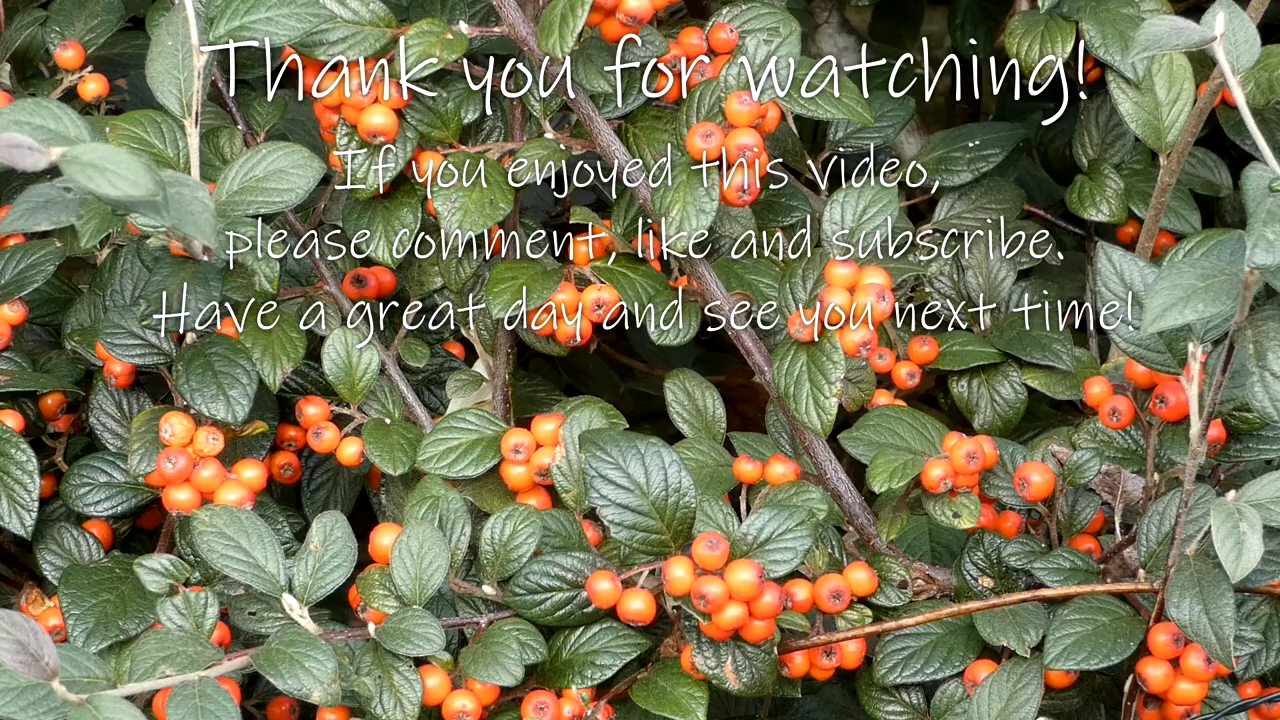 Thank you for watching!
If you enjoyed this video,
please comment, like and subscribe.
Have a great day and see you next time!